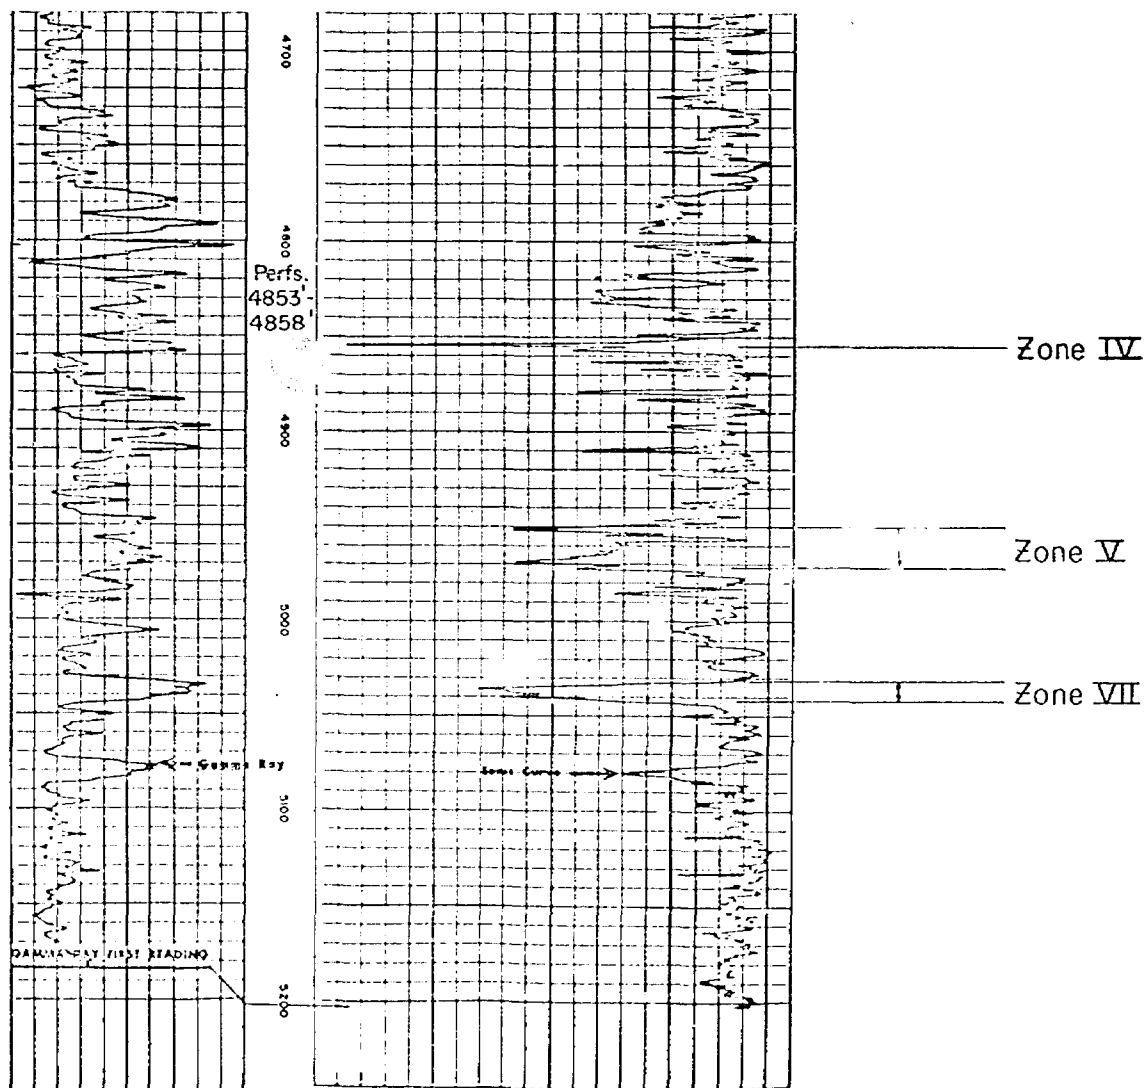 4700
4800
Perfs.
4853'-
4858'
Zone IV
4900
Zone V
5000
Zone VII
Gamma Ray
Sonic Curve
5100
GAMMA-RAY FIRST READING
5200